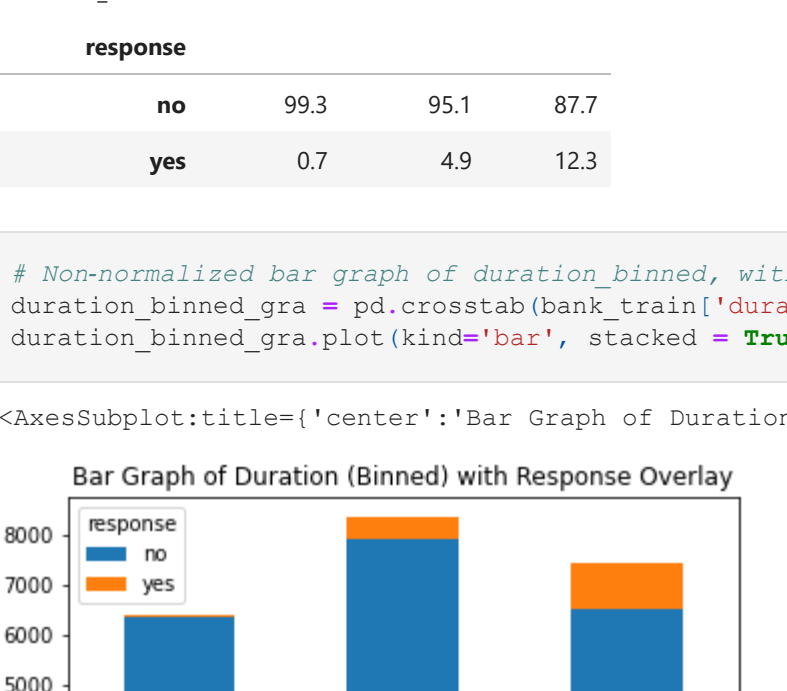 response
no 99.3 95.1 87.7
yes 0.7 4.9 12.3
# Non-normalized bar graph of duration_binned, wit
duration_binned_gra = pd.crosstab(bank_train['dura
duration_binned_gra.plot(kind='bar', stacked = Tru
<AxesSubplot:title={'center':'Bar Graph of Duration
Bar Graph of Duration (Binned) with Response Overlay
response
no
yes
8000
7000
6000
5000